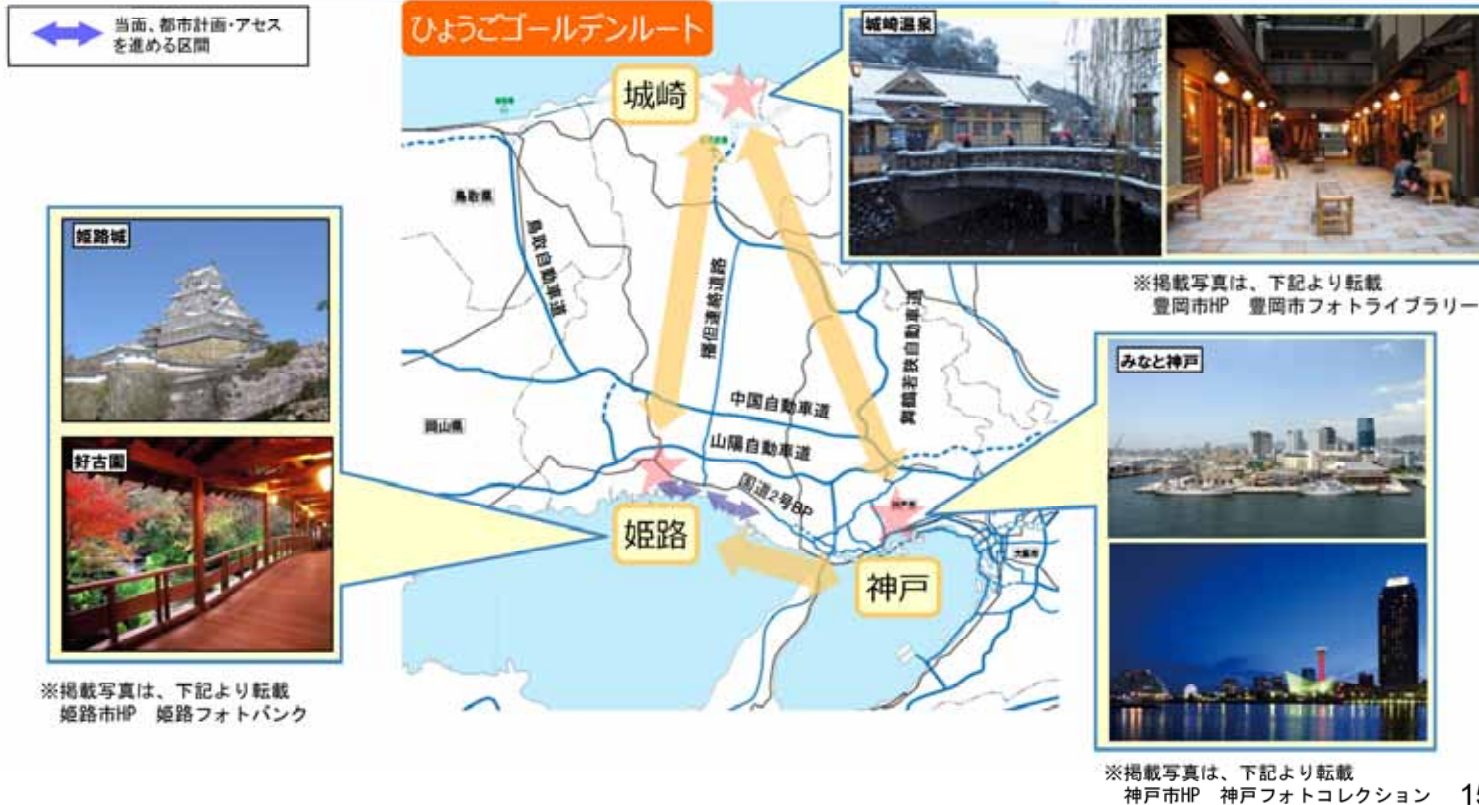 当面、都市計画・アセス
を進める区間
ひょうごゴールデンルート
城崎
城崎温泉
※掲載写真は、下記より転載
豊岡市HP 豊岡市フォトライブラリー
鳥取県
鳥取自動車道
播但連絡道路
舞鶴若狭自動車道
中国自動車道
岡山県
山陽自動車道
国道2号BP
姫路城
好古園
※掲載写真は、下記より転載
姫路市HP 姫路フォトバンク
姫路
神戸
大阪市
みなと神戸
※掲載写真は、下記より転載
神戸市HP 神戸フォトコレクション